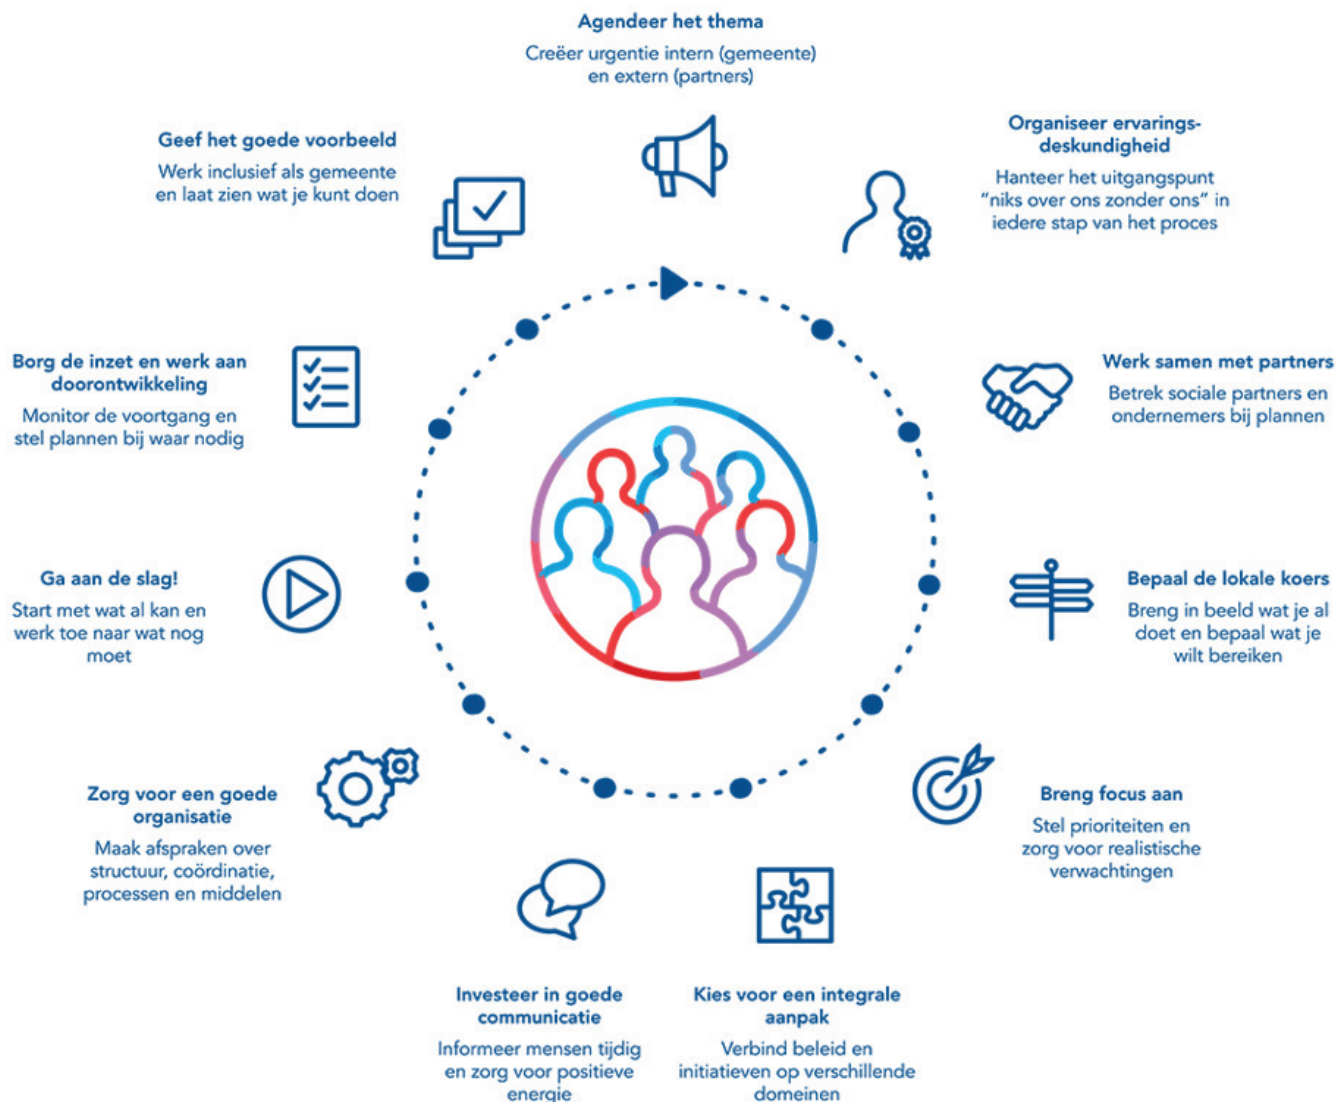 Agendeer het thema
Creëer urgentie intern (gemeente)
en extern (partners)
Organiseer ervarings-
deskundigheid
Hanteer het uitgangspunt
“niks over ons zonder ons” in
iedere stap van het proces
Werk samen met partners
Betrek sociale partners en
ondernemers bij plannen
Bepaal de lokale koers
Breng in beeld wat je al
doet en bepaal wat je
wilt bereiken
Breng focus aan
Stel prioriteiten en
zorg voor realistische
verwachtingen
Kies voor een integrale
aanpak
Verbind beleid en
initiatieven op verschillende
domeinen
Investeer in goede
communicatie
Informeer mensen tijdig
en zorg voor positieve
energie
Zorg voor een goede
organisatie
Maak afspraken over
structuur, coördinatie,
processen en middelen
Ga aan de slag!
Start met wat al kan en
werk toe naar wat nog
moet
Borg de inzet en werk aan
doorontwikkeling
Monitor de voortgang en
stel plannen bij waar nodig
Geef het goede voorbeeld
Werk inclusief als gemeente
en laat zien wat je kunt doen